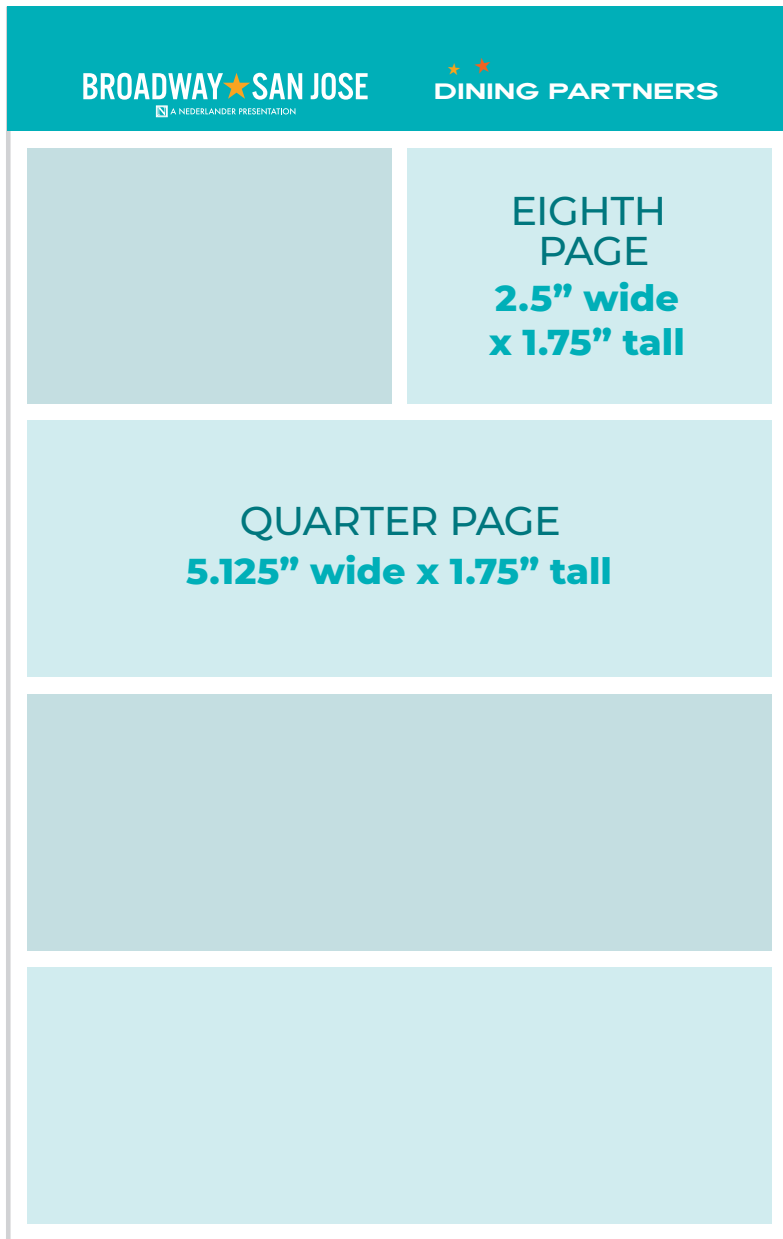 BROADWAY★SAN JOSE
N A NEDERLANDER PRESENTATION
DINING PARTNERS
EIGHTH
PAGE
2.5” wide
x 1.75” tall
QUARTER PAGE
5.125” wide x 1.75” tall